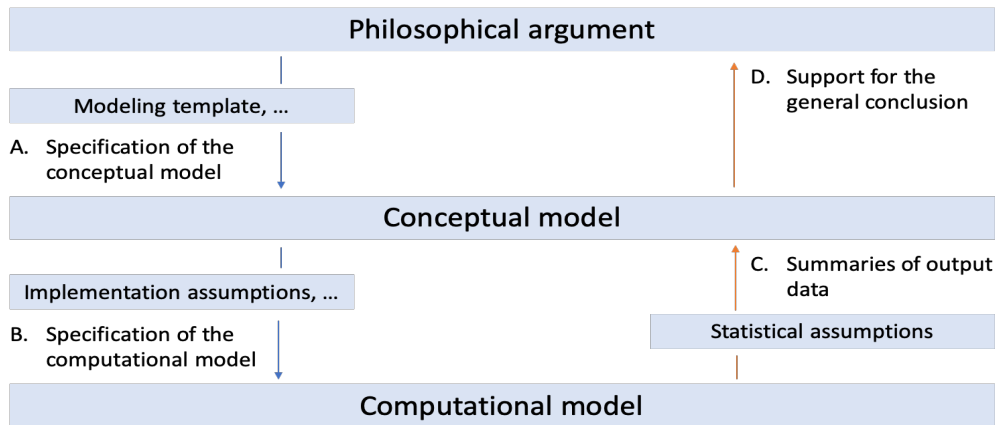 Philosophical argument
Modeling template, ...
A. Specification of the
conceptual model
D. Support for the
general conclusion
Conceptual model
Implementation assumptions, ...
B. Specification of the
computational model
C. Summaries of output
data
Statistical assumptions
Computational model